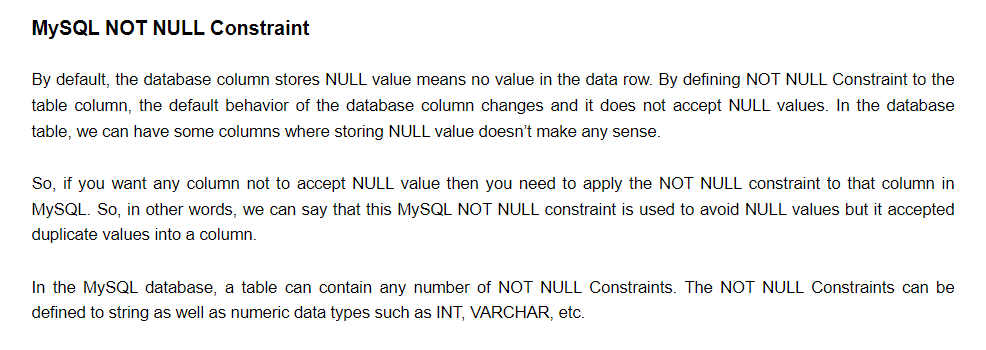 MySQL NOT NULL Constraint
By default, the database column stores NULL value means no value in the data row. By defining NOT NULL Constraint to the
table column, the default behavior of the database column changes and it does not accept NULL values. In the database
table, we can have some columns where storing NULL value doesn’t make any sense.
So, if you want any column not to accept NULL value then you need to apply the NOT NULL constraint to that column in
MySQL. So, in other words, we can say that this MySQL NOT NULL constraint is used to avoid NULL values but it accepted
duplicate values into a column.
In the MySQL database, a table can contain any number of NOT NULL Constraints. The NOT NULL Constraints can be
defined to string as well as numeric data types such as INT, VARCHAR, etc.